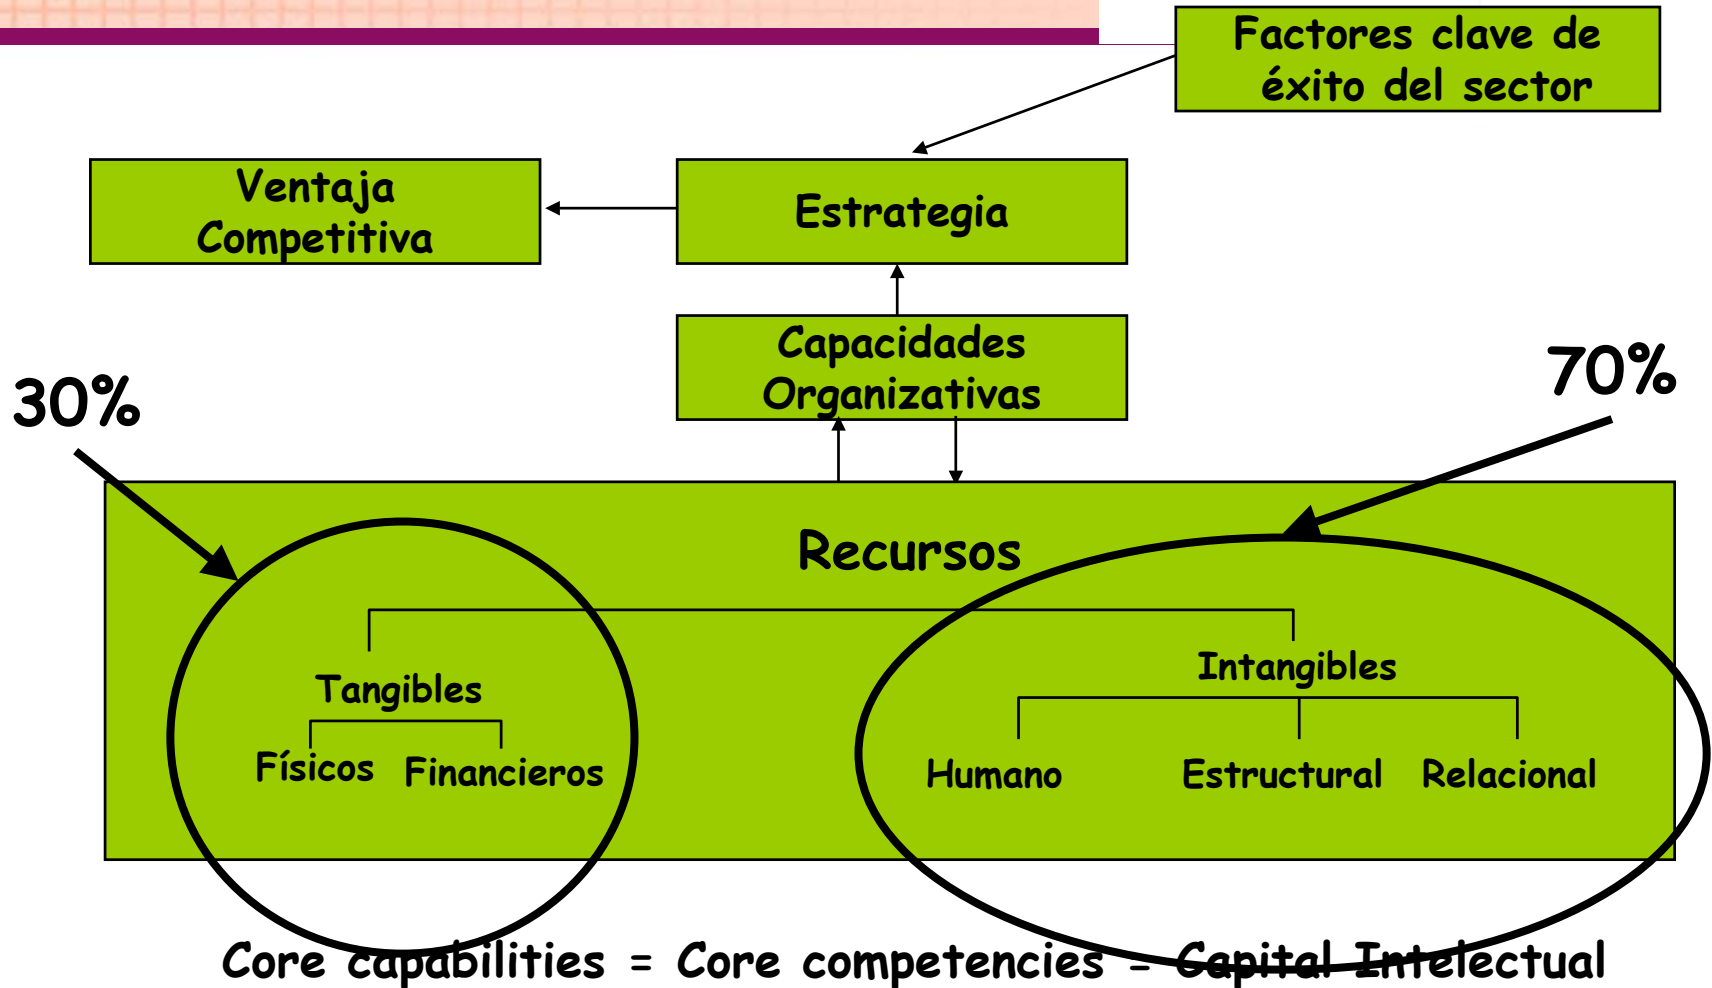 Factores clave de
éxito del sector
Ventaja
Competitiva
Estrategia
Capacidades
Organizativas
30%
70%
Recursos
Tangibles
Intangibles
Físicos
Financieros
Humano
Estructural
Relacional
Core capabilities = Core competencies - Capital Intelectual